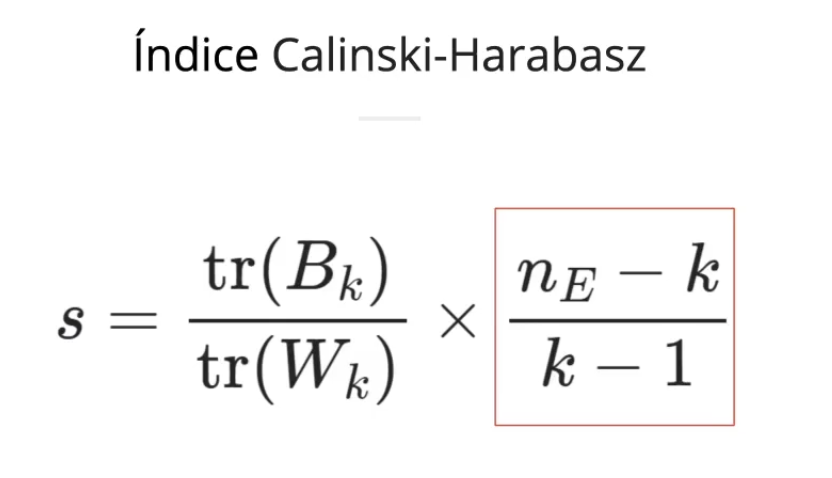 Índice Calinski-Harabasz
s = tr(B_k) / tr(W_k) × (n_E − k) / (k − 1)